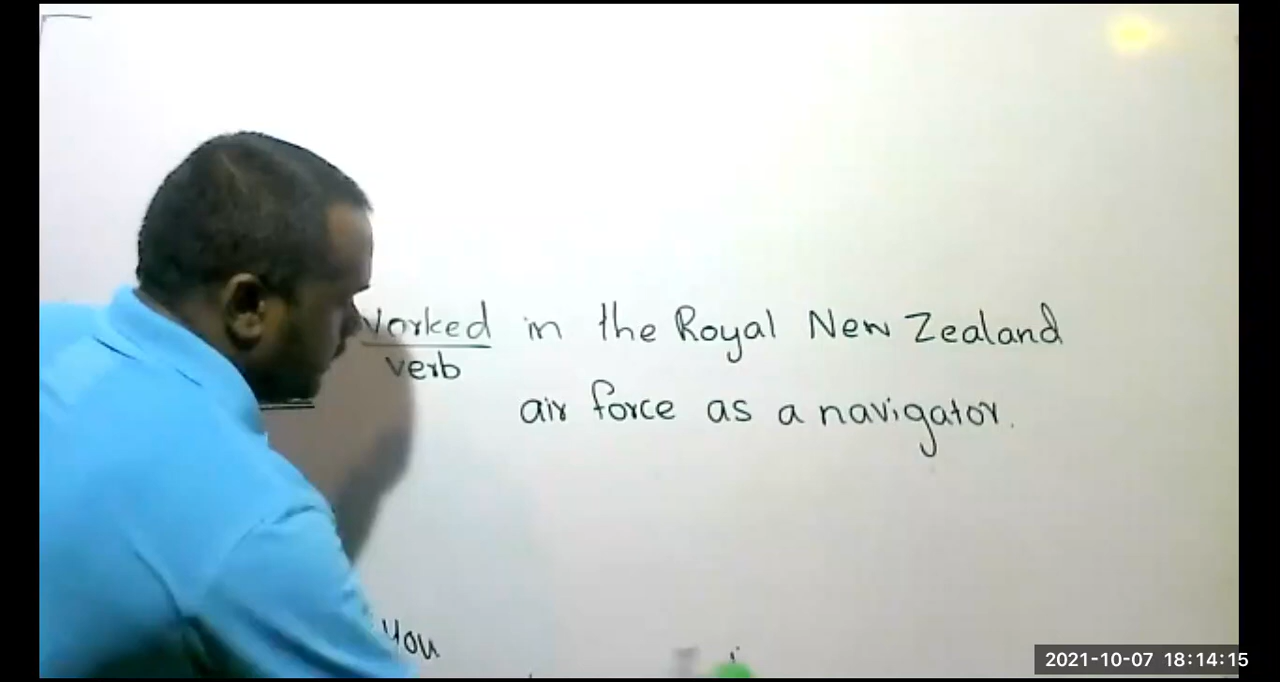 worked in the Royal New Zealand
verb
air force as a navigator.
you
2021-10-07 18:14:15